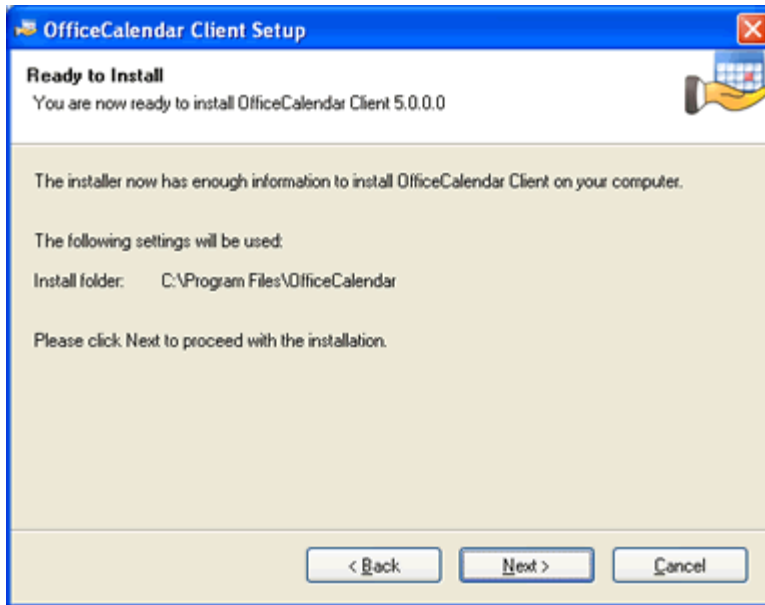 OfficeCalendar Client Setup
Ready to Install
You are now ready to install OfficeCalendar Client 5.0.0.0
The installer now has enough information to install OfficeCalendar Client on your computer.
The following settings will be used:
Install folder: C:\Program Files\OfficeCalendar
Please click Next to proceed with the installation.
< Back Next > Cancel